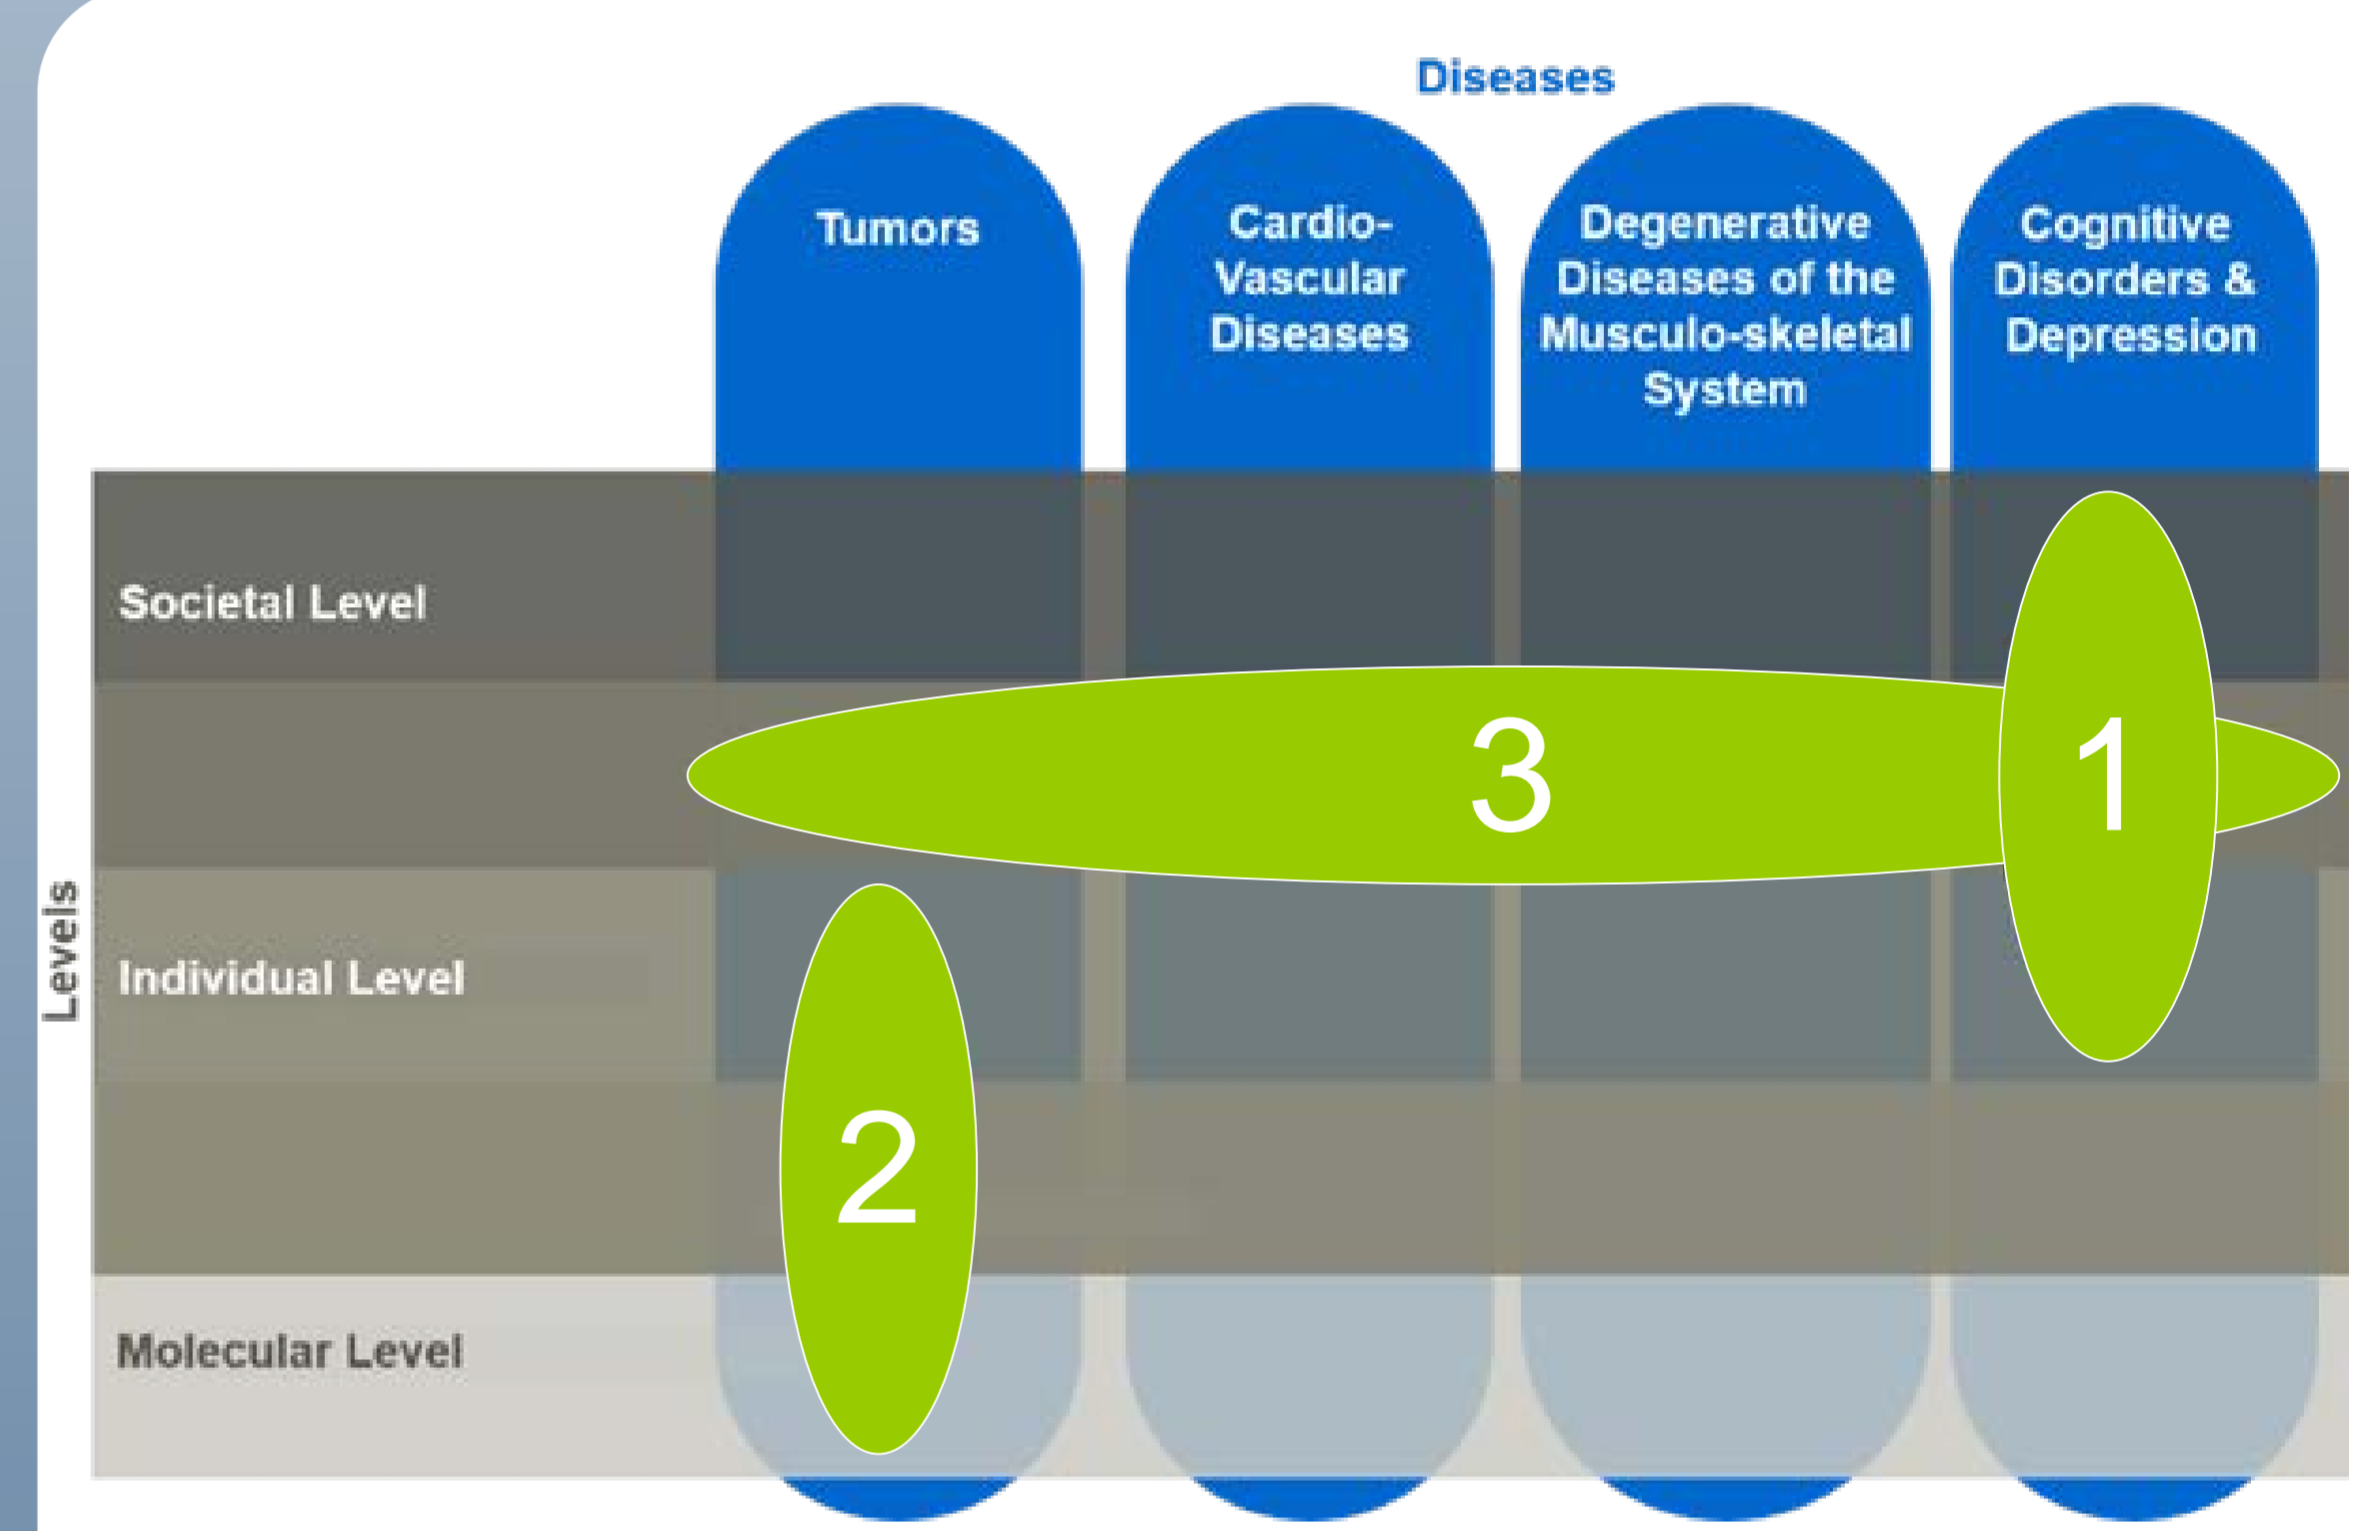 Diseases
Tumors
Cardio-
Vascular
Diseases
Degenerative
Diseases of the
Musculo-skeletal
System
Cognitive
Disorders &
Depression
Levels
Societal Level
3
1
Individual Level
2
Molecular Level